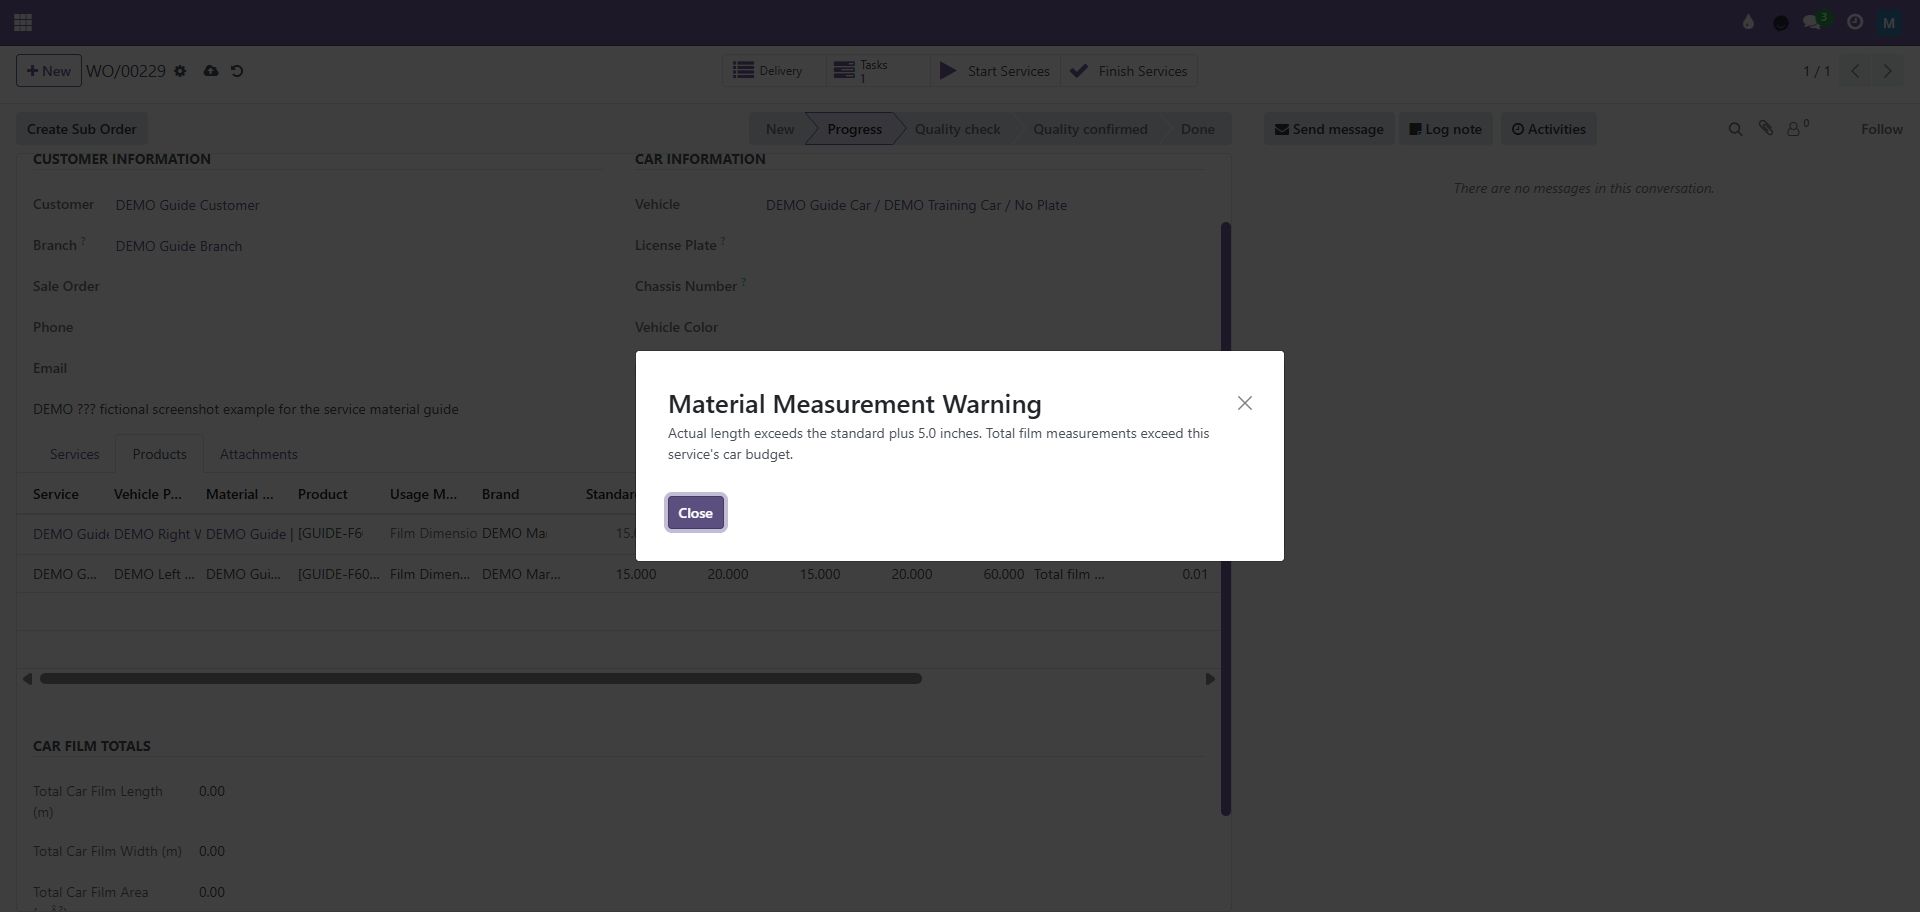 3
M
New
WO/00229
Delivery
Tasks
1
Start Services
Finish Services
1 / 1
Create Sub Order
New
Progress
Quality check
Quality confirmed
Done
Send message
Log note
Activities
0
Follow
CUSTOMER INFORMATION
CAR INFORMATION
There are no messages in this conversation.
Customer
DEMO Guide Customer
Vehicle
DEMO Guide Car / DEMO Training Car / No Plate
Branch ?
DEMO Guide Branch
License Plate ?
Sale Order
Chassis Number ?
Phone
Vehicle Color
Email
DEMO ??? fictional screenshot example for the service material guide
Material Measurement Warning
Actual length exceeds the standard plus 5.0 inches. Total film measurements exceed this
service's car budget.
Close
Services
Products
Attachments
Service Vehicle P... Material ... Product Usage M... Brand Standar
DEMO Guide DEMO Right DEMO Guide | [GUIDE-F6 Film Dimensio DEMO Ma 15.
DEMO G... DEMO Left ... DEMO Gui... [GUIDE-F60... Film Dimen... DEMO Mar... 15.000 20.000 15.000 20.000 60.000 Total film ... 0.01
CAR FILM TOTALS
Total Car Film Length
(m)
0.00
Total Car Film Width (m) 0.00
Total Car Film Area 0.00